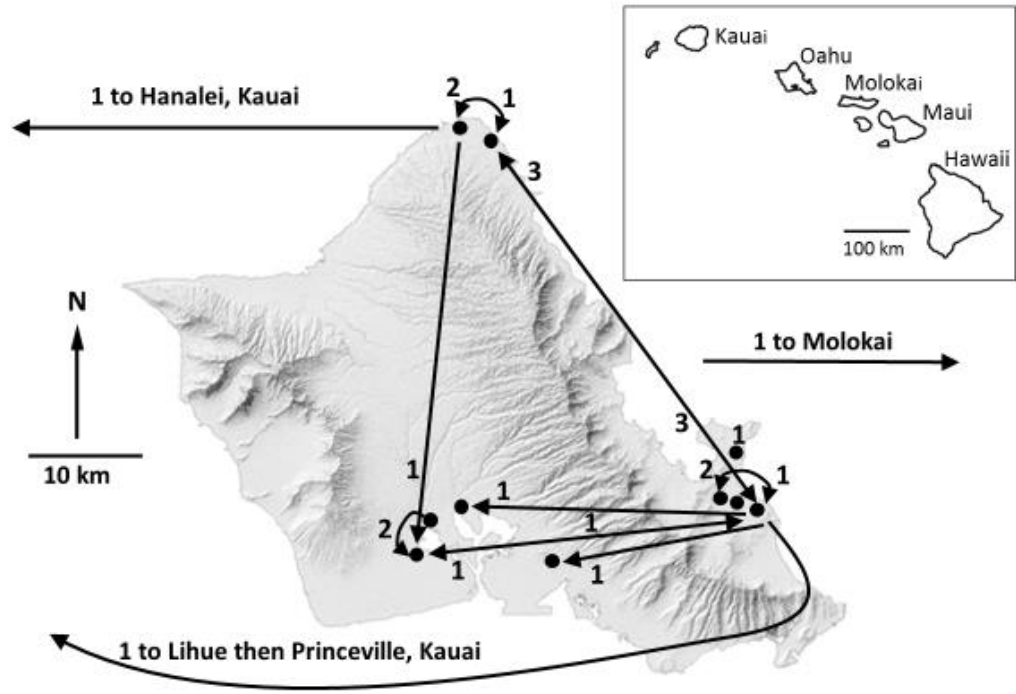 Kauai
Oahu
Molokai
Maui
Hawaii
100 km
1 to Hanalei, Kauai
2
1
3
N
10 km
1 to Molokai
3
1
2
1
1
1
1
2
1
1
1 to Lihue then Princeville, Kauai